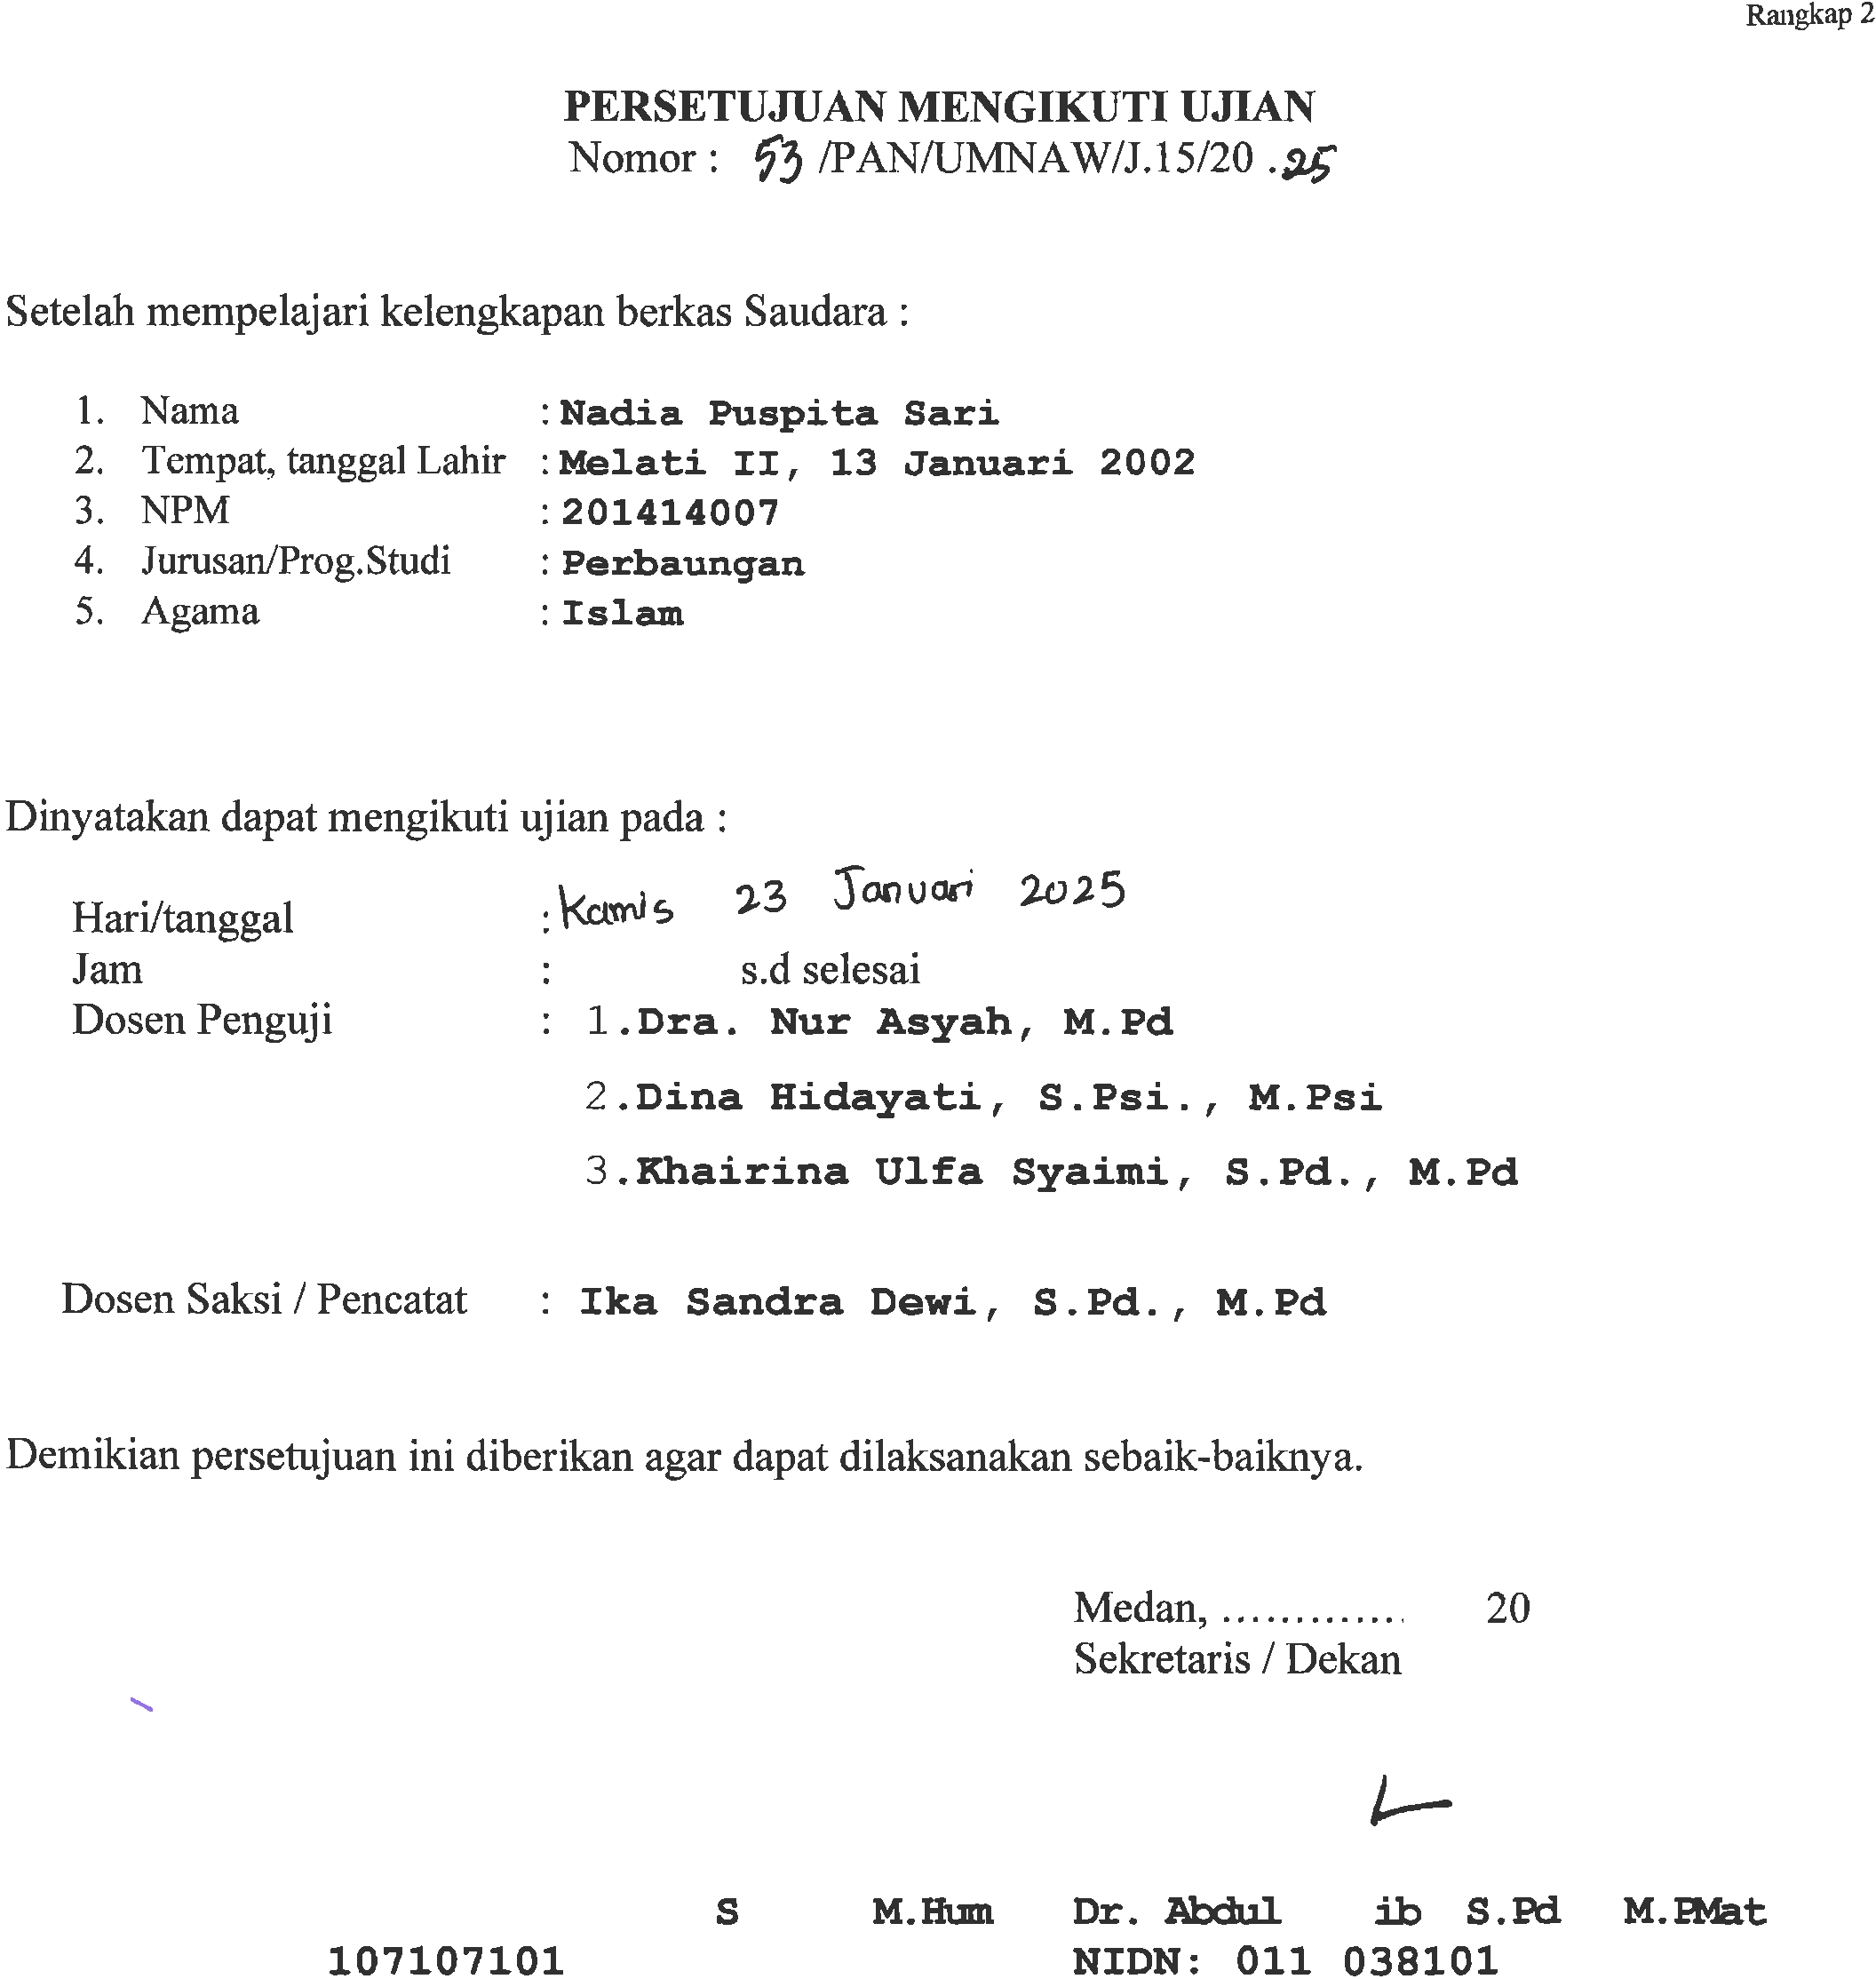 Rangkap 2
PERSETUJUAN MENGIKUTI UJIAN
Nomor : 53 /PAN/UMNAW/J.15/20 .25
Setelah mempelajari kelengkapan berkas Saudara :
1. Nama : Nadia Puspita Sari
2. Tempat, tanggal Lahir : Melati II, 13 Januari 2002
3. NPM : 201414007
4. Jurusan/Prog.Studi : Perbaungan
5. Agama : Islam
Dinyatakan dapat mengikuti ujian pada :
Hari/tanggal : Kamis 23 Januari 2025
Jam : s.d selesai
Dosen Penguji : 1.Dra. Nur Asyah, M.Pd
2.Dina Hidayati, S.Psi., M.Psi
3.Khairina Ulfa Syaimi, S.Pd., M.Pd
Dosen Saksi / Pencatat : Ika Sandra Dewi, S.Pd., M.Pd
Demikian persetujuan ini diberikan agar dapat dilaksanakan sebaik-baiknya.
Medan, ............. 20
Sekretaris / Dekan
S M.Hum Dr. Abdul ib S.Pd M.PMat
107107101 NIDN: 011 038101